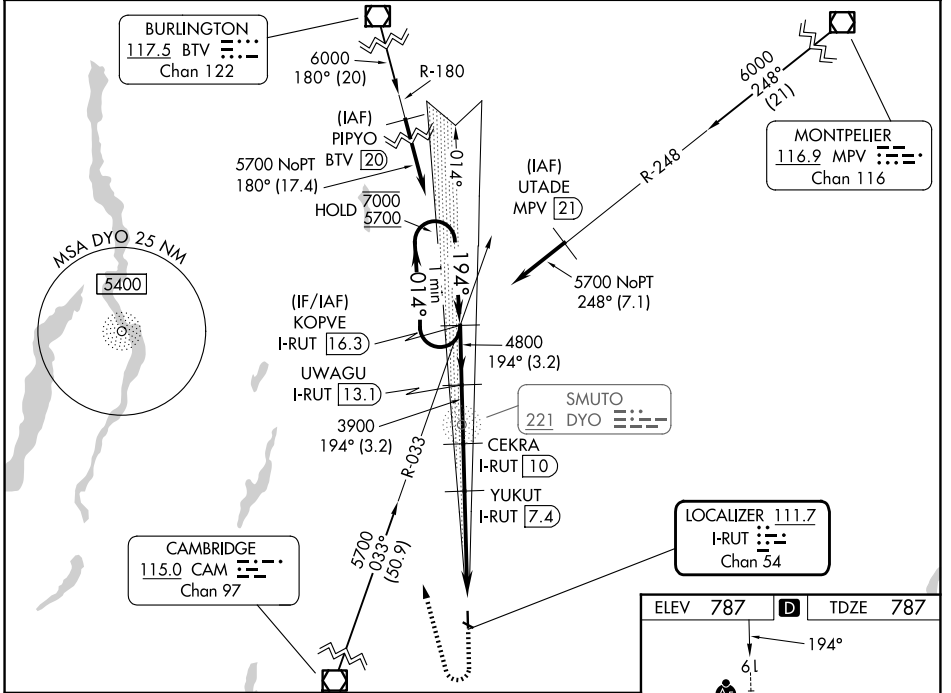 BURLINGTON
117.5 BTV
Chan 122
6000
180° (20)
R-180
(IAF)
PIPYO
BTV 20
5700 NoPT
180° (17.4)
HOLD 7000
5700
014°
(IAF)
UTADE
MPV 21
6000
248°
(21)
R-248
MONTPELIER
116.9 MPV
Chan 116
5700 NoPT
248° (7.1)
MSA DYO 25 NM
5400
014°
1 min
194°
(IF/IAF)
KOPVE
I-RUT 16.3
4800
194° (3.2)
UWAGU
I-RUT 13.1
3900
194° (3.2)
SMUTO
221 DYO
CEKRA
I-RUT 10
YUKUT
I-RUT 7.4
R-033
5700
033°
(50.9)
CAMBRIDGE
115.0 CAM
Chan 97
LOCALIZER 111.7
I-RUT
Chan 54
ELEV 787 D TDZE 787
194°